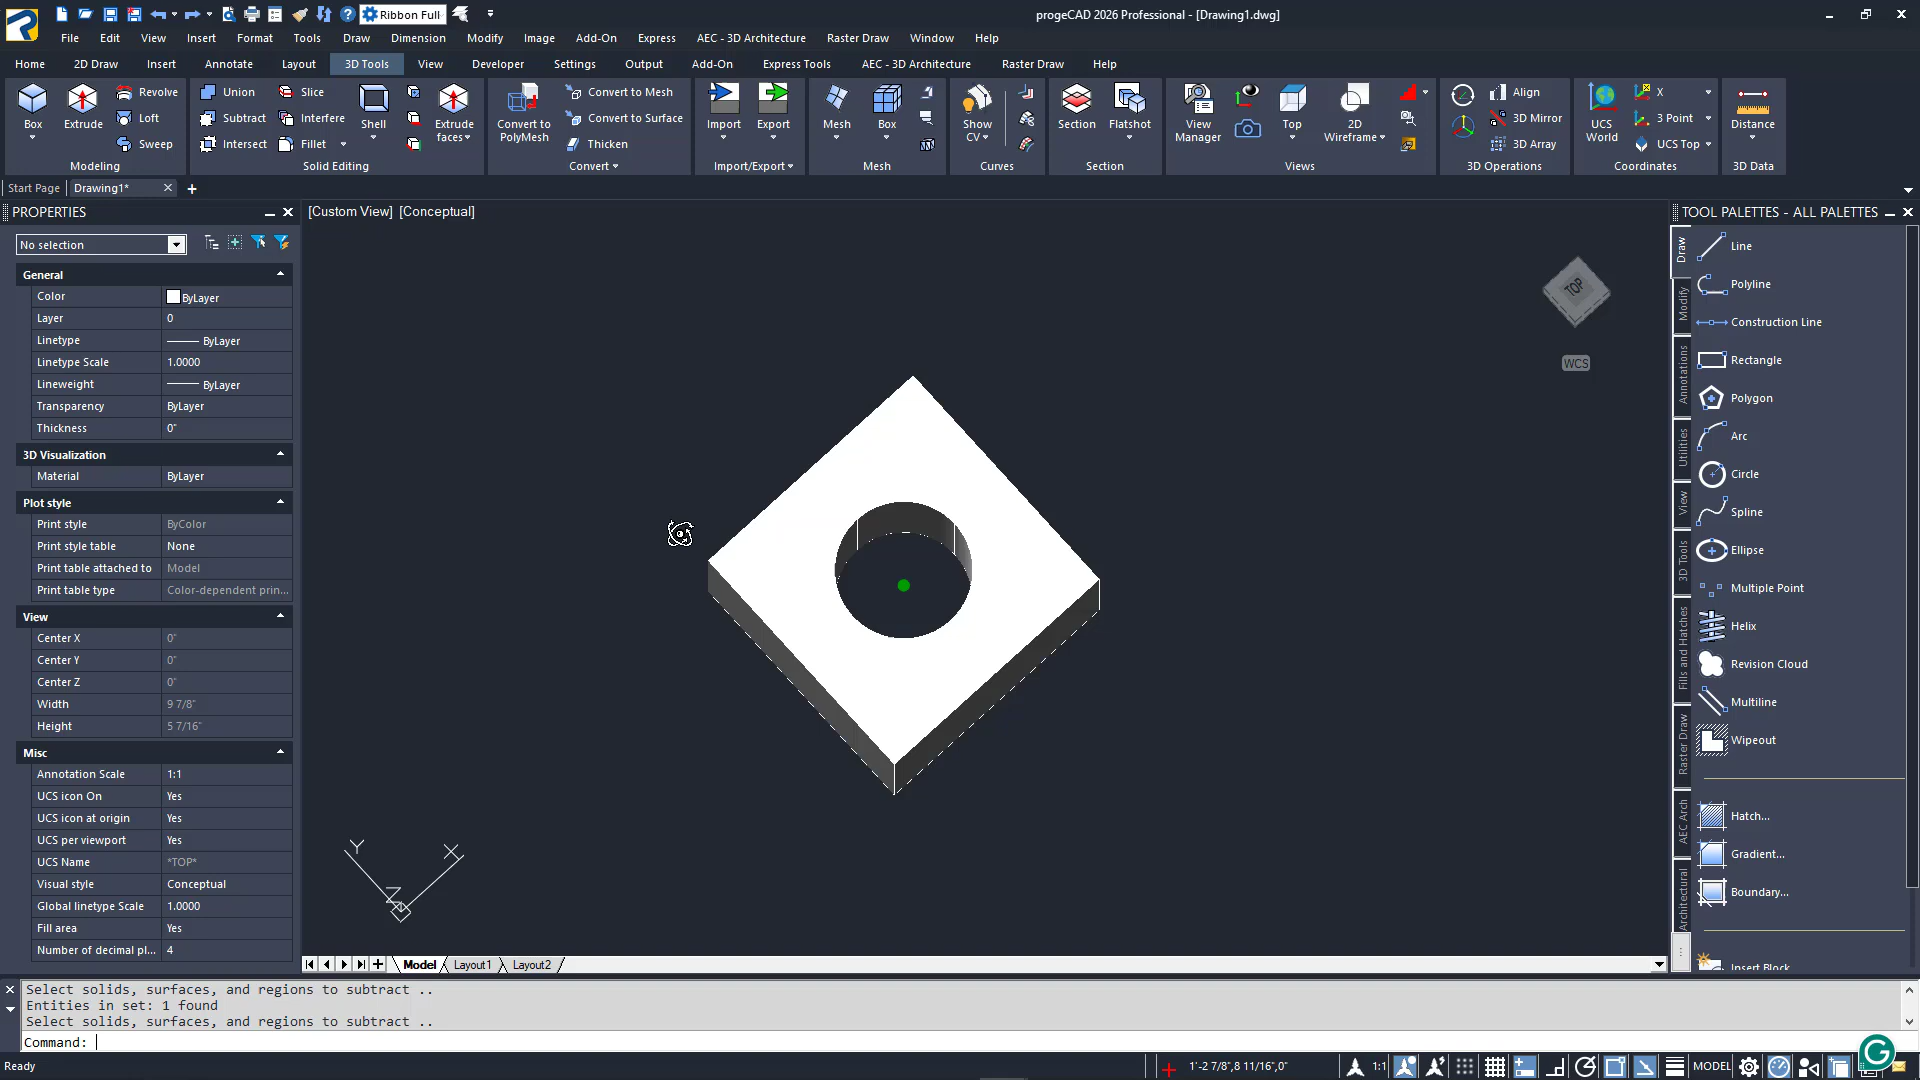 Ribbon Full
progeCAD 2026 Professional - [Drawing1.dwg]
File Edit View Insert Format Tools Draw Dimension Modify Image Add-On Express AEC - 3D Architecture Raster Draw Window Help
Home 2D Draw Insert Annotate Layout 3D Tools View Developer Settings Output Add-On Express Tools AEC - 3D Architecture Raster Draw Help
Box
Extrude
Revolve
Loft
Sweep
Modeling
Union
Subtract
Intersect
Slice
Interfere
Fillet
Shell
Extrude
faces
Solid Editing
Convert to
PolyMesh
Convert to Mesh
Convert to Surface
Thicken
Convert
Import
Export
Import/Export
Mesh
Box
Mesh
Show
CV
Curves
Section
Flatshot
Section
View
Manager
Top
2D
Wireframe
Views
Align
3D Mirror
3D Array
3D Operations
UCS
World
X
3 Point
UCS Top
Coordinates
Distance
3D Data
Start Page Drawing1*
PROPERTIES
No selection
General
Color ByLayer
Layer 0
Linetype ByLayer
Linetype Scale 1.0000
Lineweight ByLayer
Transparency ByLayer
Thickness 0"
3D Visualization
Material ByLayer
Plot style
Print style ByColor
Print style table None
Print table attached to Model
Print table type Color-dependent prin...
View
Center X 0"
Center Y 0"
Center Z 0"
Width 9 7/8"
Height 5 7/16"
Misc
Annotation Scale 1:1
UCS icon On Yes
UCS icon at origin Yes
UCS per viewport Yes
UCS Name *TOP*
Visual style Conceptual
Global linetype Scale 1.0000
Fill area Yes
Number of decimal pl... 4
[Custom View] [Conceptual]
TOP
WCS
Y X
Z
Model Layout1 Layout2
TOOL PALETTES - ALL PALETTES
Draw
Modify
Annotations
Utilities
View
3D Tools
Fills and Hatches
Raster Draw
AEC Arch
Architectural
Line
Polyline
Construction Line
Rectangle
Polygon
Arc
Circle
Spline
Ellipse
Multiple Point
Helix
Revision Cloud
Multiline
Wipeout
Hatch...
Gradient...
Boundary...
Insert Block
Select solids, surfaces, and regions to subtract ..
Entities in set: 1 found
Select solids, surfaces, and regions to subtract ..
Command:
Ready
1'-2 7/8",8 11/16",0"
1:1
MODEL